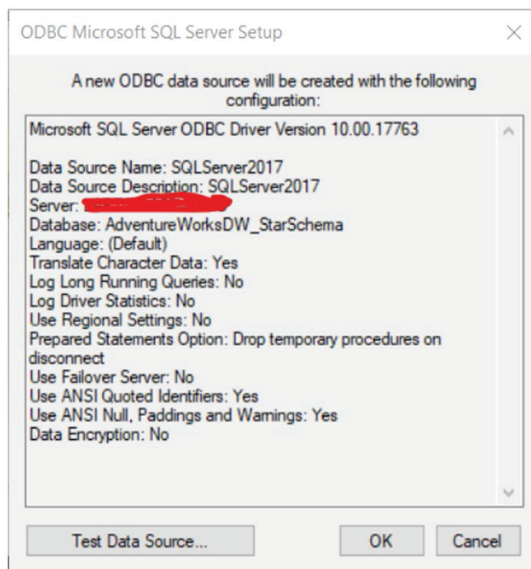 ODBC Microsoft SQL Server Setup
A new ODBC data source will be created with the following
configuration:
Microsoft SQL Server ODBC Driver Version 10.00.17763
Data Source Name: SQLServer2017
Data Source Description: SQLServer2017
Server:
Database: AdventureWorksDW_StarSchema
Language: (Default)
Translate Character Data: Yes
Log Long Running Queries: No
Log Driver Statistics: No
Use Regional Settings: No
Prepared Statements Option: Drop temporary procedures on
disconnect
Use Failover Server: No
Use ANSI Quoted Identifiers: Yes
Use ANSI Null, Paddings and Warnings: Yes
Data Encryption: No
Test Data Source...
OK
Cancel